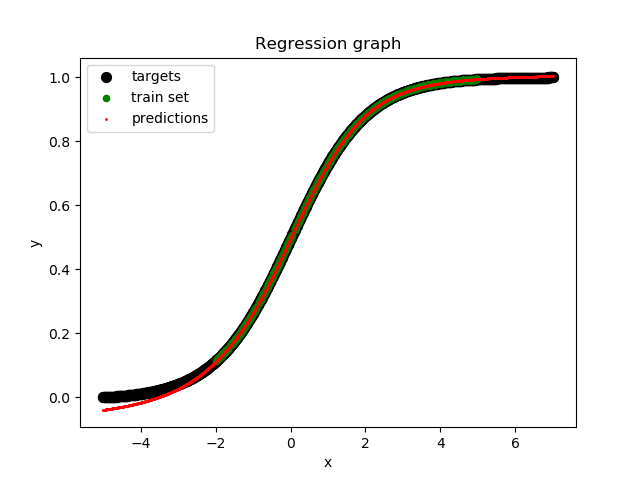 Regression graph
targets
train set
predictions
1.0
0.8
0.6
0.4
0.2
0.0
y
−4 −2 0 2 4 6
x